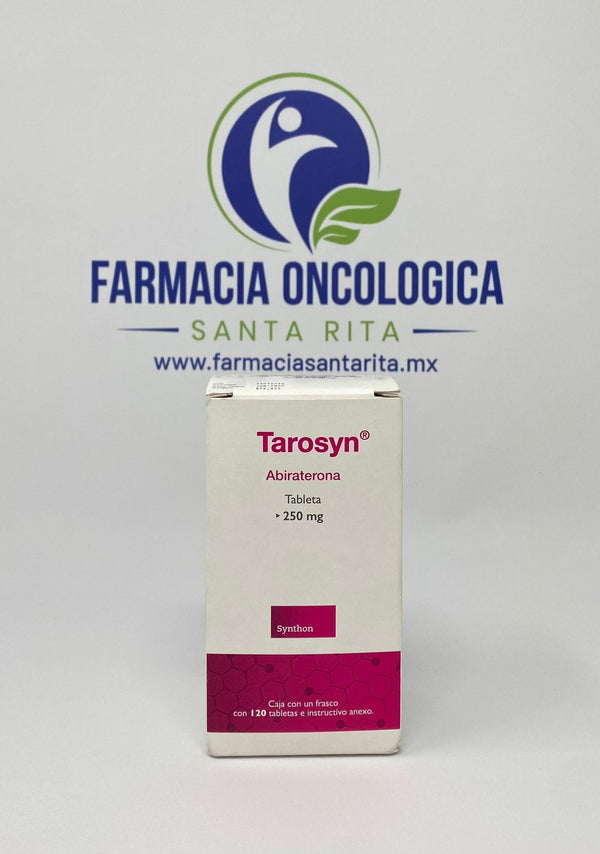 FARMACIA ONCOLOGICA
SANTA RITA
www.farmaciasantarita.mx
Tarosyn®
Abiraterona
Tableta
▸ 250 mg
Synthon
Caja con un frasco
con 120 tabletas e instructivo anexo.